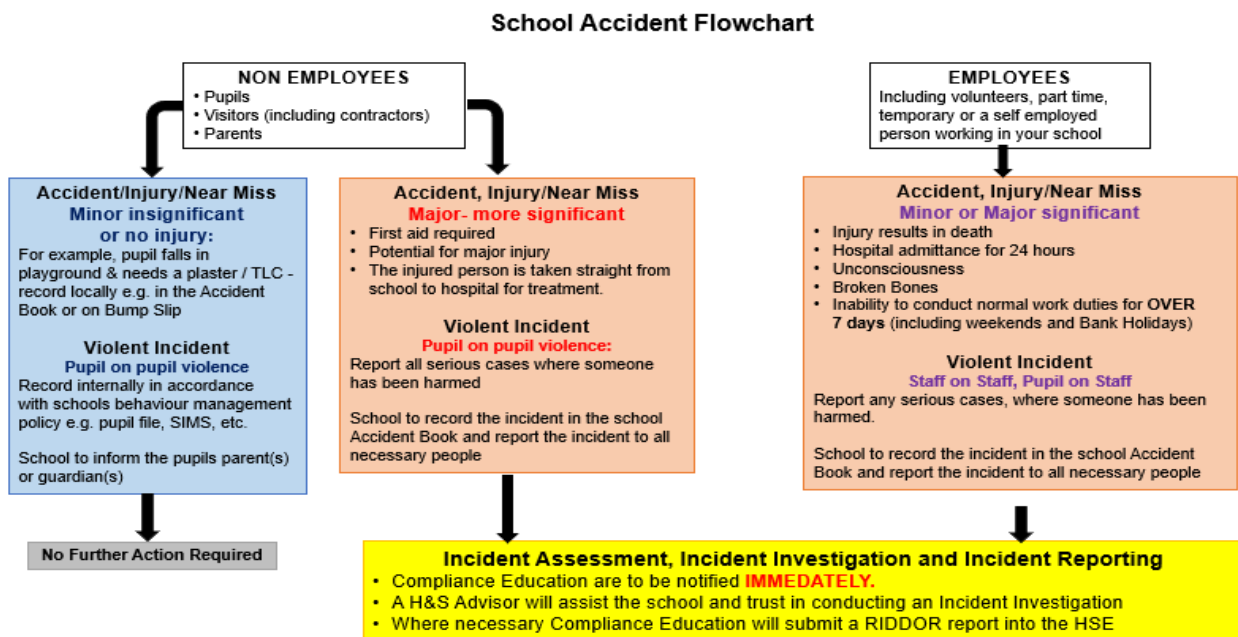 School Accident Flowchart
NON EMPLOYEES
• Pupils
• Visitors (including contractors)
• Parents
EMPLOYEES
Including volunteers, part time,
temporary or a self employed
person working in your school
Accident/Injury/Near Miss
Minor insignificant
or no injury:
For example, pupil falls in
playground & needs a plaster / TLC -
record locally e.g. in the Accident
Book or on Bump Slip
Violent Incident
Pupil on pupil violence
Record internally in accordance
with schools behaviour management
policy e.g. pupil file, SIMS, etc.
School to inform the pupils parent(s)
or guardian(s)
No Further Action Required
Accident, Injury/Near Miss
Major- more significant
• First aid required
• Potential for major injury
• The injured person is taken straight from
school to hospital for treatment.
Violent Incident
Pupil on pupil violence:
Report all serious cases where someone
has been harmed
School to record the incident in the school
Accident Book and report the incident to all
necessary people
Accident, Injury/Near Miss
Minor or Major significant
• Injury results in death
• Hospital admittance for 24 hours
• Unconsciousness
• Broken Bones
• Inability to conduct normal work duties for OVER
7 days (including weekends and Bank Holidays)
Violent Incident
Staff on Staff, Pupil on Staff
Report any serious cases, where someone has been
harmed.
School to record the incident in the school Accident
Book and report the incident to all necessary people
Incident Assessment, Incident Investigation and Incident Reporting
• Compliance Education are to be notified IMMEDIATELY.
• A H&S Advisor will assist the school and trust in conducting an Incident Investigation
• Where necessary Compliance Education will submit a RIDDOR report into the HSE